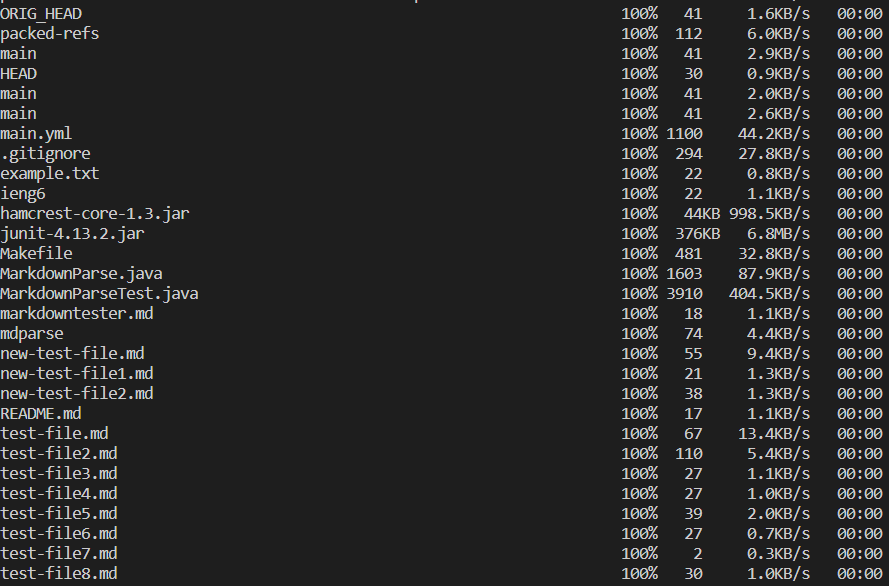 ORIG_HEAD 100% 41 1.6KB/s 00:00
packed-refs 100% 112 6.0KB/s 00:00
main 100% 41 2.9KB/s 00:00
HEAD 100% 30 0.9KB/s 00:00
main 100% 41 2.0KB/s 00:00
main 100% 41 2.6KB/s 00:00
main.yml 100% 1100 44.2KB/s 00:00
.gitignore 100% 294 27.8KB/s 00:00
example.txt 100% 22 0.8KB/s 00:00
ieng6 100% 22 1.1KB/s 00:00
hamcrest-core-1.3.jar 100% 44KB 998.5KB/s 00:00
junit-4.13.2.jar 100% 376KB 6.8MB/s 00:00
Makefile 100% 481 32.8KB/s 00:00
MarkdownParse.java 100% 1603 87.9KB/s 00:00
MarkdownParseTest.java 100% 3910 404.5KB/s 00:00
markdowntester.md 100% 18 1.1KB/s 00:00
mdparse 100% 74 4.4KB/s 00:00
new-test-file.md 100% 55 9.4KB/s 00:00
new-test-file1.md 100% 21 1.3KB/s 00:00
new-test-file2.md 100% 38 1.3KB/s 00:00
README.md 100% 17 1.1KB/s 00:00
test-file.md 100% 67 13.4KB/s 00:00
test-file2.md 100% 110 5.4KB/s 00:00
test-file3.md 100% 27 1.1KB/s 00:00
test-file4.md 100% 27 1.0KB/s 00:00
test-file5.md 100% 39 2.0KB/s 00:00
test-file6.md 100% 27 0.7KB/s 00:00
test-file7.md 100% 2 0.3KB/s 00:00
test-file8.md 100% 30 1.0KB/s 00:00